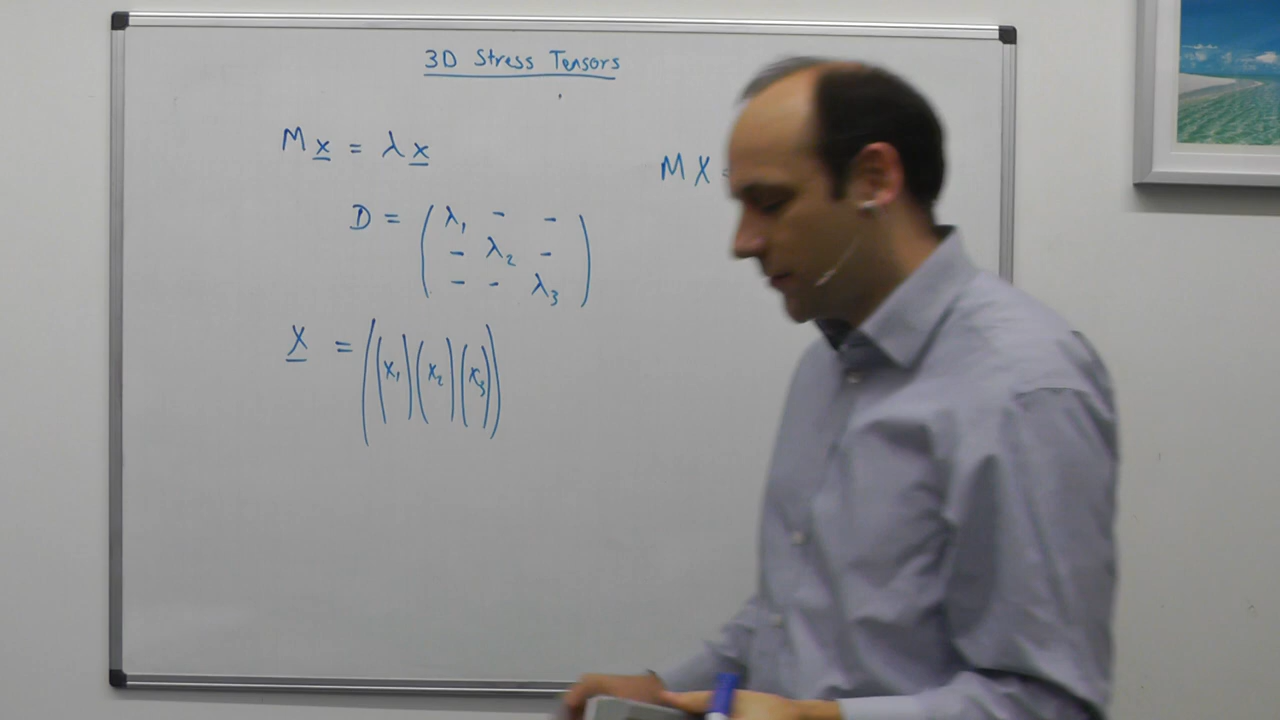 3D Stress Tensors
M x = λ x
M X =
D = ( λ₁ - -
- λ₂ -
- - λ₃ )
X = ( ( x₁ ) ( x₂ ) ( x₃ ) )